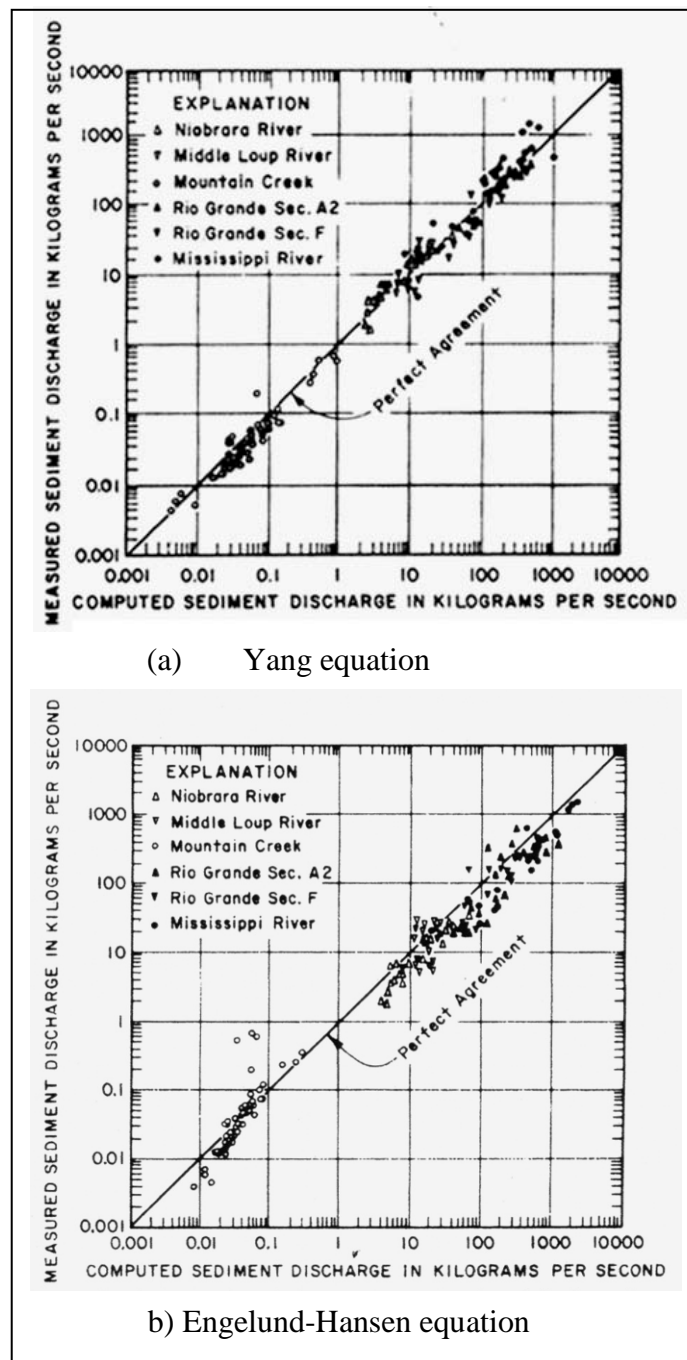 MEASURED SEDIMENT DISCHARGE IN KILOGRAMS PER SECOND
10000
1000
100
10
1
0.1
0.01
0.001
EXPLANATION
Niobrara River
Middle Loup River
Mountain Creek
Rio Grande Sec. A2
Rio Grande Sec. F
Mississippi River
Perfect Agreement
0.001 0.01 0.1 1 10 100 1000 10000
COMPUTED SEDIMENT DISCHARGE IN KILOGRAMS PER SECOND
(a) Yang equation
MEASURED SEDIMENT DISCHARGE IN KILOGRAMS PER SECOND
10000
1000
100
10
1
0.1
0.01
0.001
EXPLANATION
Niobrara River
Middle Loup River
Mountain Creek
Rio Grande Sec. A2
Rio Grande Sec. F
Mississippi River
Perfect Agreement
0.001 0.01 0.1 1 10 100 1000 10000
COMPUTED SEDIMENT DISCHARGE IN KILOGRAMS PER SECOND
b) Engelund-Hansen equation